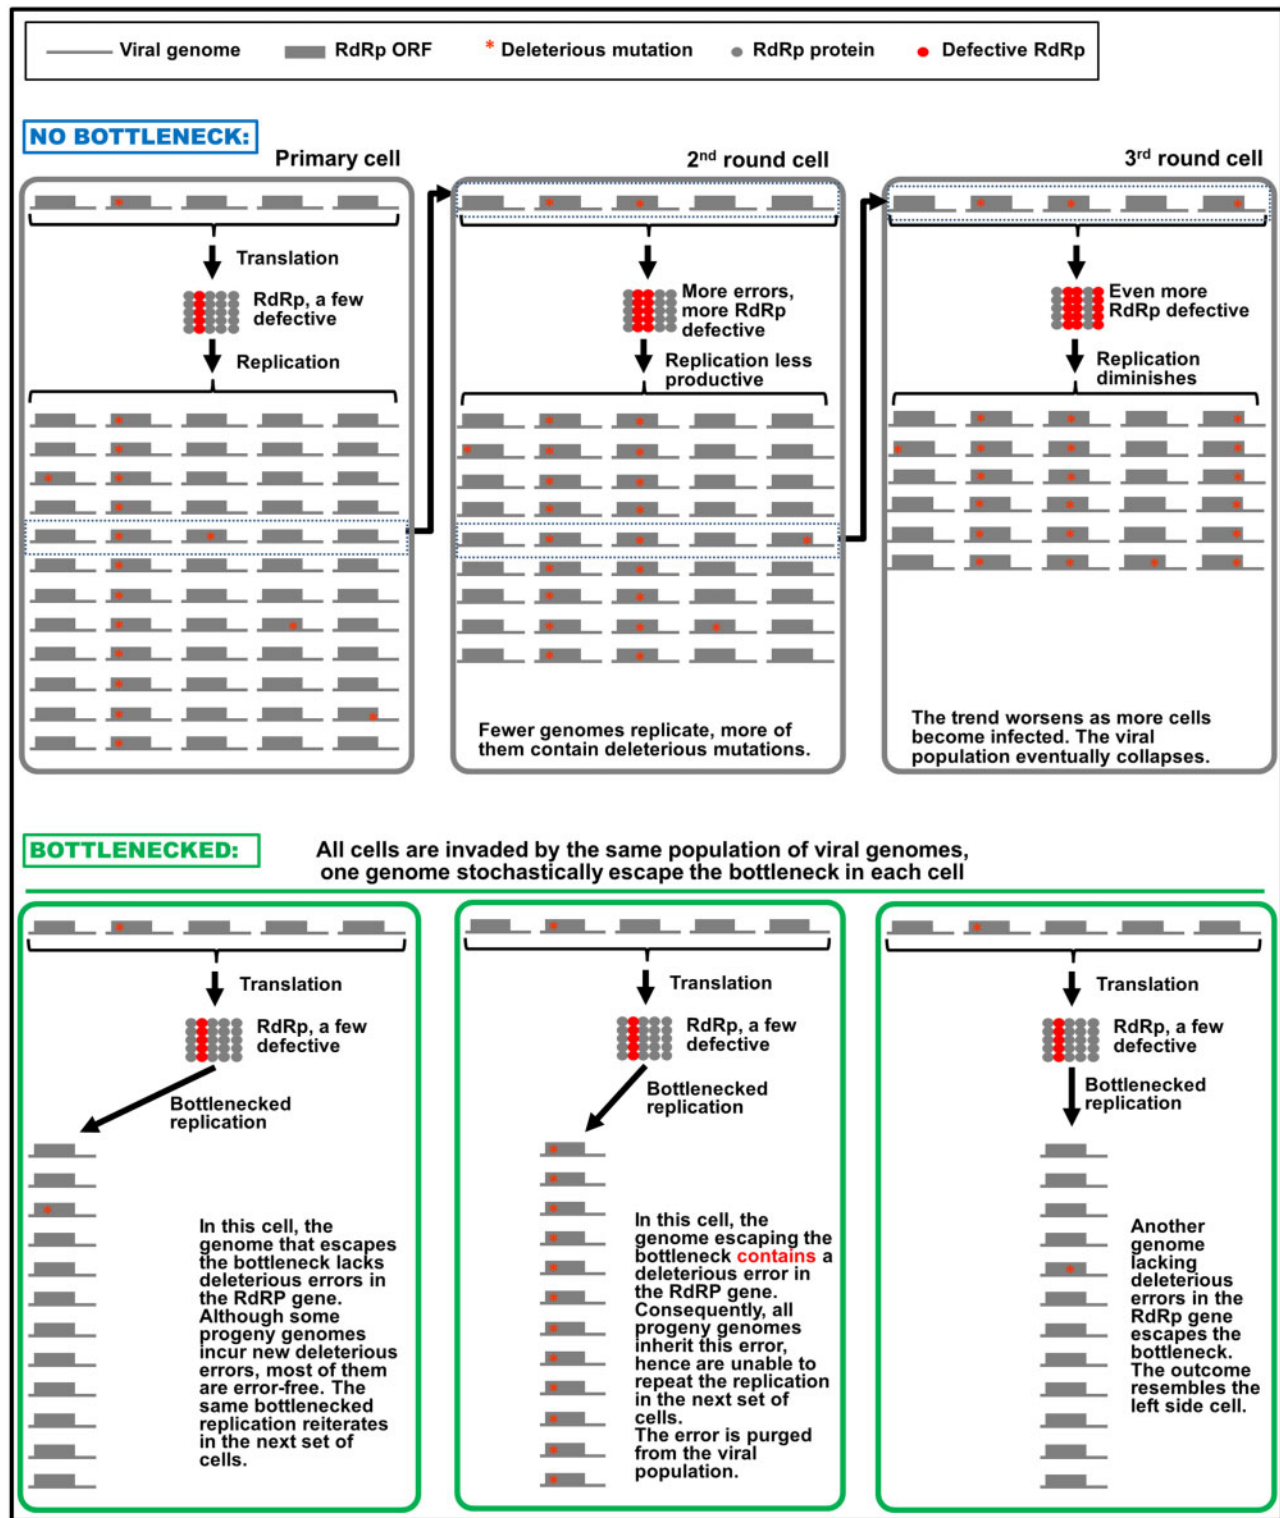 Viral genome RdRp ORF * Deleterious mutation RdRp protein Defective RdRp
NO BOTTLENECK:
Primary cell
2nd round cell
3rd round cell
Translation
RdRp, a few
defective
Replication
More errors,
more RdRp
defective
Replication less
productive
Fewer genomes replicate, more of
them contain deleterious mutations.
Even more
RdRp defective
Replication
diminishes
The trend worsens as more cells
become infected. The viral
population eventually collapses.
BOTTLENECKED:
All cells are invaded by the same population of viral genomes,
one genome stochastically escape the bottleneck in each cell
Translation
RdRp, a few
defective
Bottlenecked
replication
In this cell, the
genome that escapes
the bottleneck lacks
deleterious errors in
the RdRP gene.
Although some
progeny genomes
incur new deleterious
errors, most of them
are error-free. The
same bottlenecked
replication reiterates
in the next set of
cells.
Translation
RdRp, a few
defective
Bottlenecked
replication
In this cell, the
genome escaping the
bottleneck contains a
deleterious error in
the RdRP gene.
Consequently, all
progeny genomes
inherit this error,
hence are unable to
repeat the replication
in the next set of
cells.
The error is purged
from the viral
population.
Translation
RdRp, a few
defective
Bottlenecked
replication
Another
genome
lacking
deleterious
errors in the
RdRp gene
escapes the
bottleneck.
The outcome
resembles the
left side cell.